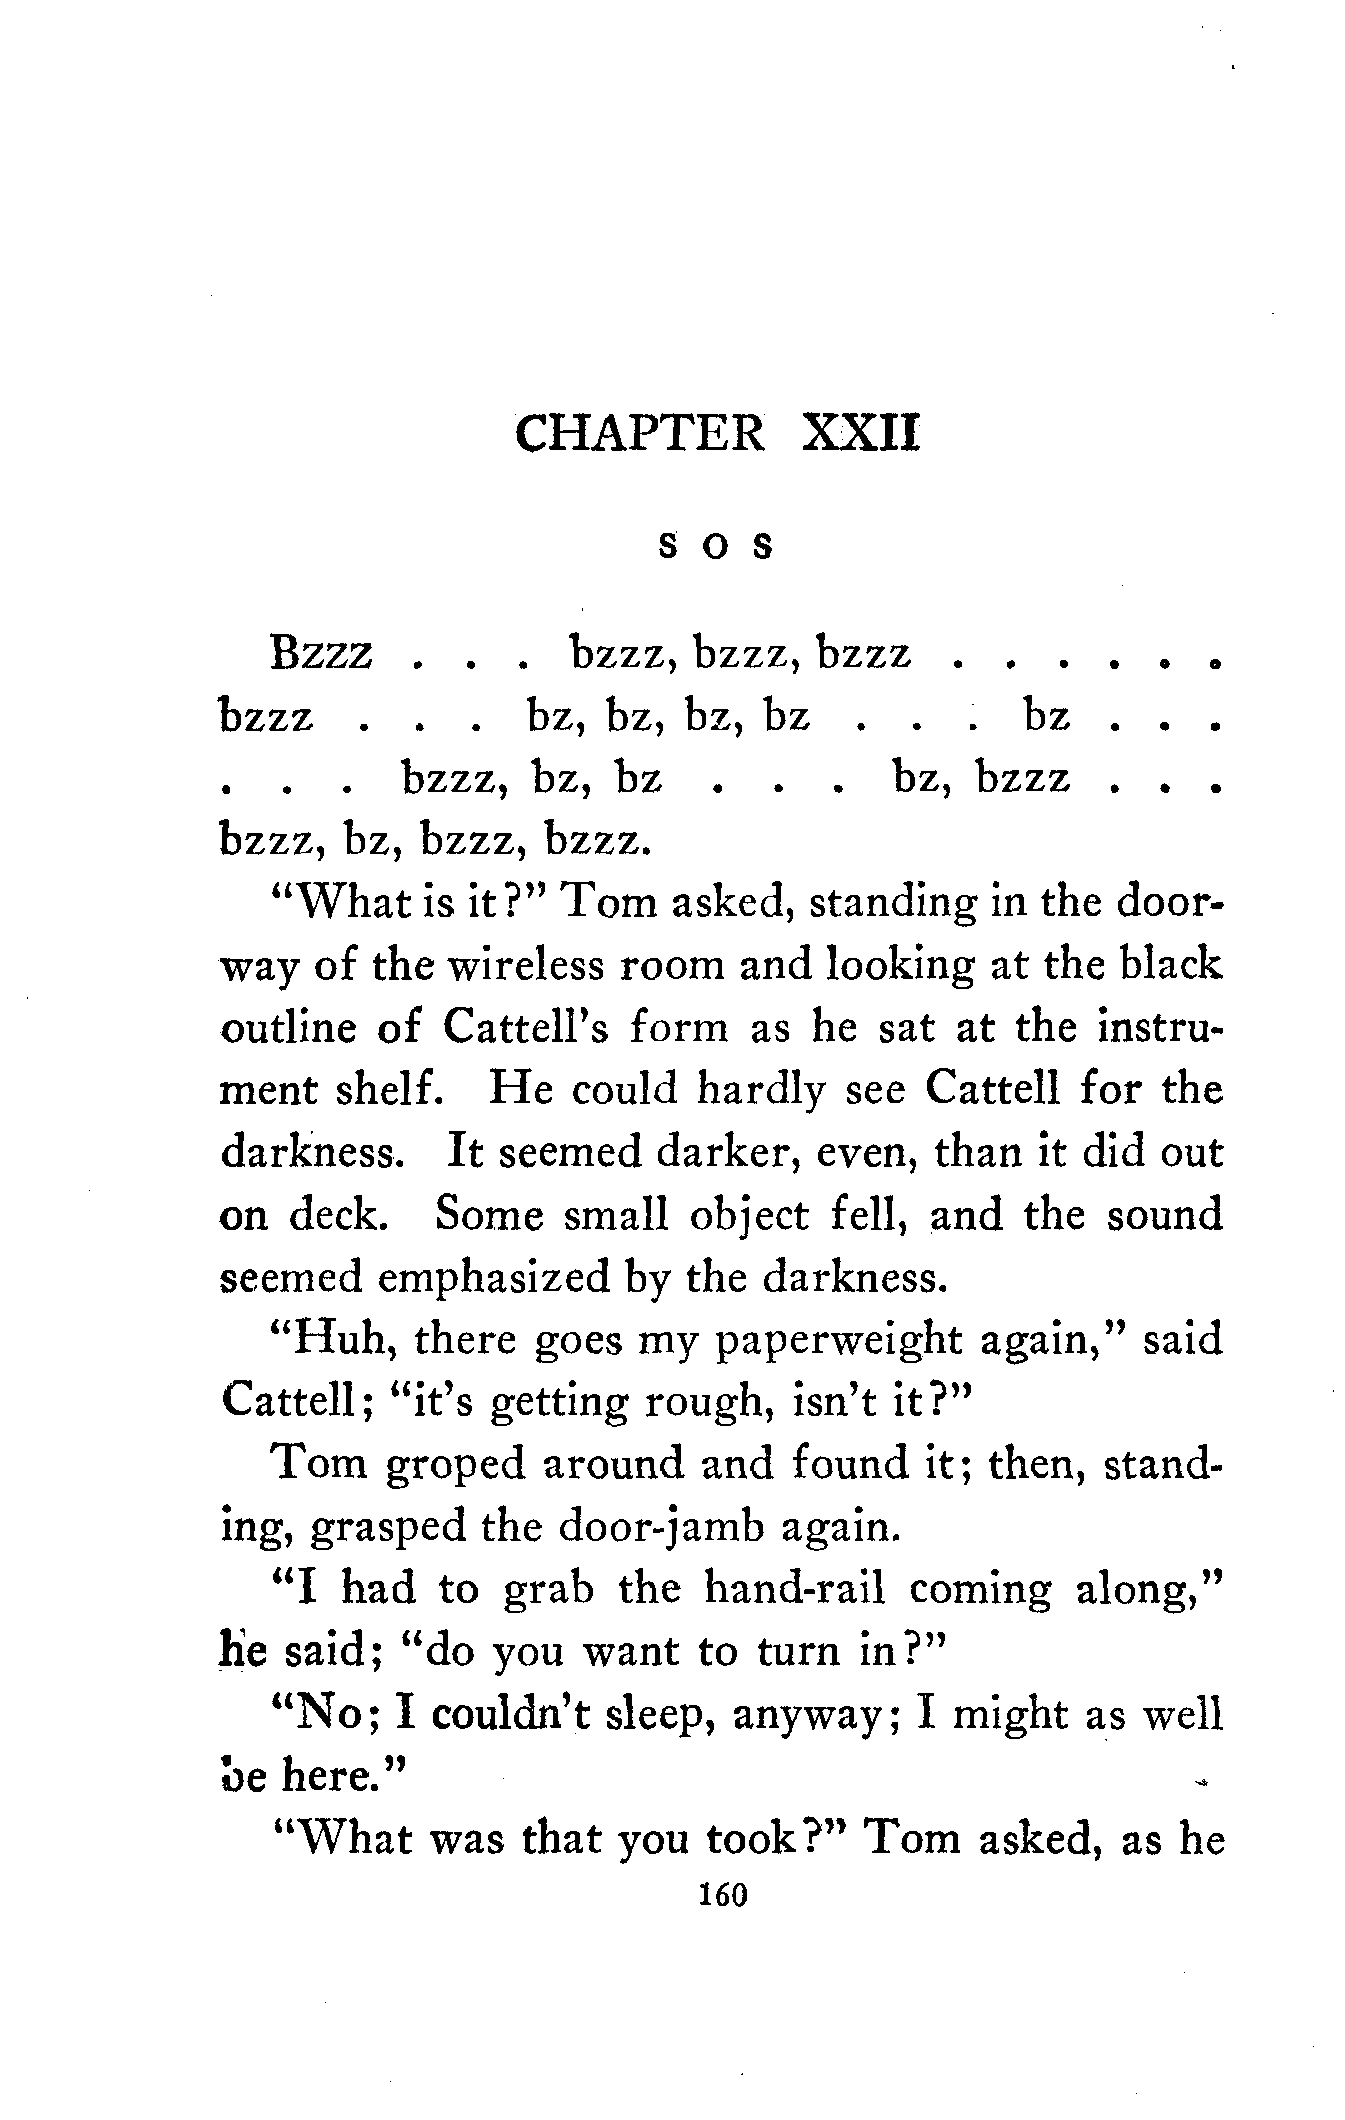 CHAPTER XXII
S O S
Bzzz . . . bzzz, bzzz, bzzz . . . . . .
bzzz . . . bz, bz, bz, bz . . . bz . . .
. . . bzzz, bz, bz . . . bz, bzzz . . .
bzzz, bz, bzzz, bzzz.
"What is it?" Tom asked, standing in the door-
way of the wireless room and looking at the black
outline of Cattell's form as he sat at the instru-
ment shelf. He could hardly see Cattell for the
darkness. It seemed darker, even, than it did out
on deck. Some small object fell, and the sound
seemed emphasized by the darkness.
"Huh, there goes my paperweight again," said
Cattell; "it's getting rough, isn't it?"
Tom groped around and found it; then, stand-
ing, grasped the door-jamb again.
"I had to grab the hand-rail coming along,"
he said; "do you want to turn in?"
"No; I couldn't sleep, anyway; I might as well
be here."
"What was that you took?" Tom asked, as he
160